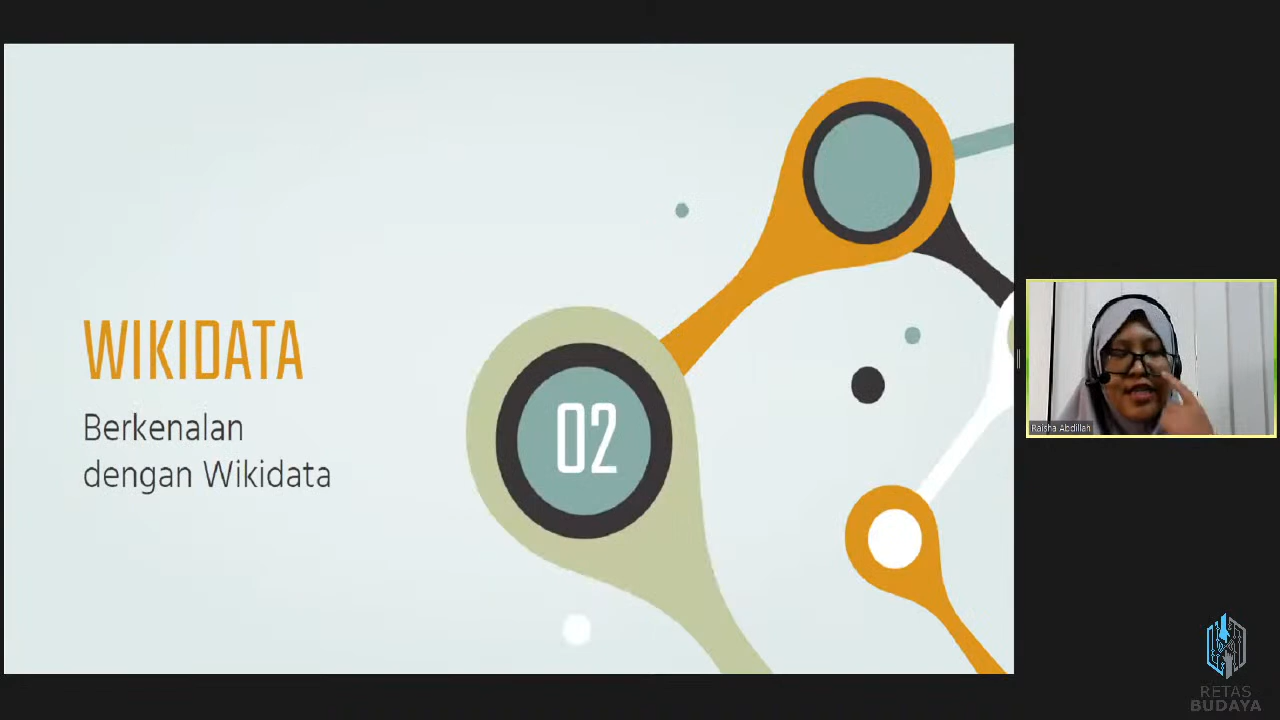 WIKIDATA
Berkenalan
dengan Wikidata
02
Raisha Abdillah
RETAS
BUDAYA